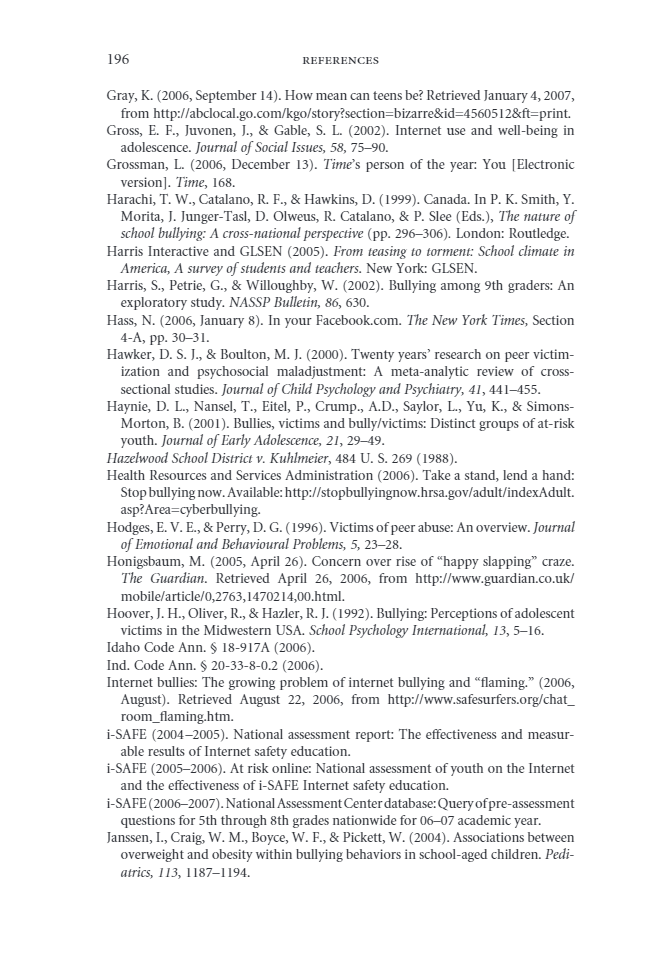 196 REFERENCES
Gray, K. (2006, September 14). How mean can teens be? Retrieved January 4, 2007,
from http://abclocal.go.com/kgo/story?section=bizarre&id=4560512&ft=print.
Gross, E. F., Juvonen, J., & Gable, S. L. (2002). Internet use and well-being in
adolescence. Journal of Social Issues, 58, 75–90.
Grossman, L. (2006, December 13). Time’s person of the year: You [Electronic
version]. Time, 168.
Harachi, T. W., Catalano, R. F., & Hawkins, D. (1999). Canada. In P. K. Smith, Y.
Morita, J. Junger-Tasl, D. Olweus, R. Catalano, & P. Slee (Eds.), The nature of
school bullying: A cross-national perspective (pp. 296–306). London: Routledge.
Harris Interactive and GLSEN (2005). From teasing to torment: School climate in
America, A survey of students and teachers. New York: GLSEN.
Harris, S., Petrie, G., & Willoughby, W. (2002). Bullying among 9th graders: An
exploratory study. NASSP Bulletin, 86, 630.
Hass, N. (2006, January 8). In your Facebook.com. The New York Times, Section
4-A, pp. 30–31.
Hawker, D. S. J., & Boulton, M. J. (2000). Twenty years’ research on peer victim-
ization and psychosocial maladjustment: A meta-analytic review of cross-
sectional studies. Journal of Child Psychology and Psychiatry, 41, 441–455.
Haynie, D. L., Nansel, T., Eitel, P., Crump., A.D., Saylor, L., Yu, K., & Simons-
Morton, B. (2001). Bullies, victims and bully/victims: Distinct groups of at-risk
youth. Journal of Early Adolescence, 21, 29–49.
Hazelwood School District v. Kuhlmeier, 484 U. S. 269 (1988).
Health Resources and Services Administration (2006). Take a stand, lend a hand:
Stop bullying now. Available: http://stopbullyingnow.hrsa.gov/adult/indexAdult.
asp?Area=cyberbullying.
Hodges, E. V. E., & Perry, D. G. (1996). Victims of peer abuse: An overview. Journal
of Emotional and Behavioural Problems, 5, 23–28.
Honigsbaum, M. (2005, April 26). Concern over rise of “happy slapping” craze.
The Guardian. Retrieved April 26, 2006, from http://www.guardian.co.uk/
mobile/article/0,2763,1470214,00.html.
Hoover, J. H., Oliver, R., & Hazler, R. J. (1992). Bullying: Perceptions of adolescent
victims in the Midwestern USA. School Psychology International, 13, 5–16.
Idaho Code Ann. § 18-917A (2006).
Ind. Code Ann. § 20-33-8-0.2 (2006).
Internet bullies: The growing problem of internet bullying and “flaming.” (2006,
August). Retrieved August 22, 2006, from http://www.safesurfers.org/chat_
room_flaming.htm.
i-SAFE (2004–2005). National assessment report: The effectiveness and measur-
able results of Internet safety education.
i-SAFE (2005–2006). At risk online: National assessment of youth on the Internet
and the effectiveness of i-SAFE Internet safety education.
i-SAFE (2006–2007). National Assessment Center database: Query of pre-assessment
questions for 5th through 8th grades nationwide for 06–07 academic year.
Janssen, I., Craig, W. M., Boyce, W. F., & Pickett, W. (2004). Associations between
overweight and obesity within bullying behaviors in school-aged children. Pedi-
atrics, 113, 1187–1194.